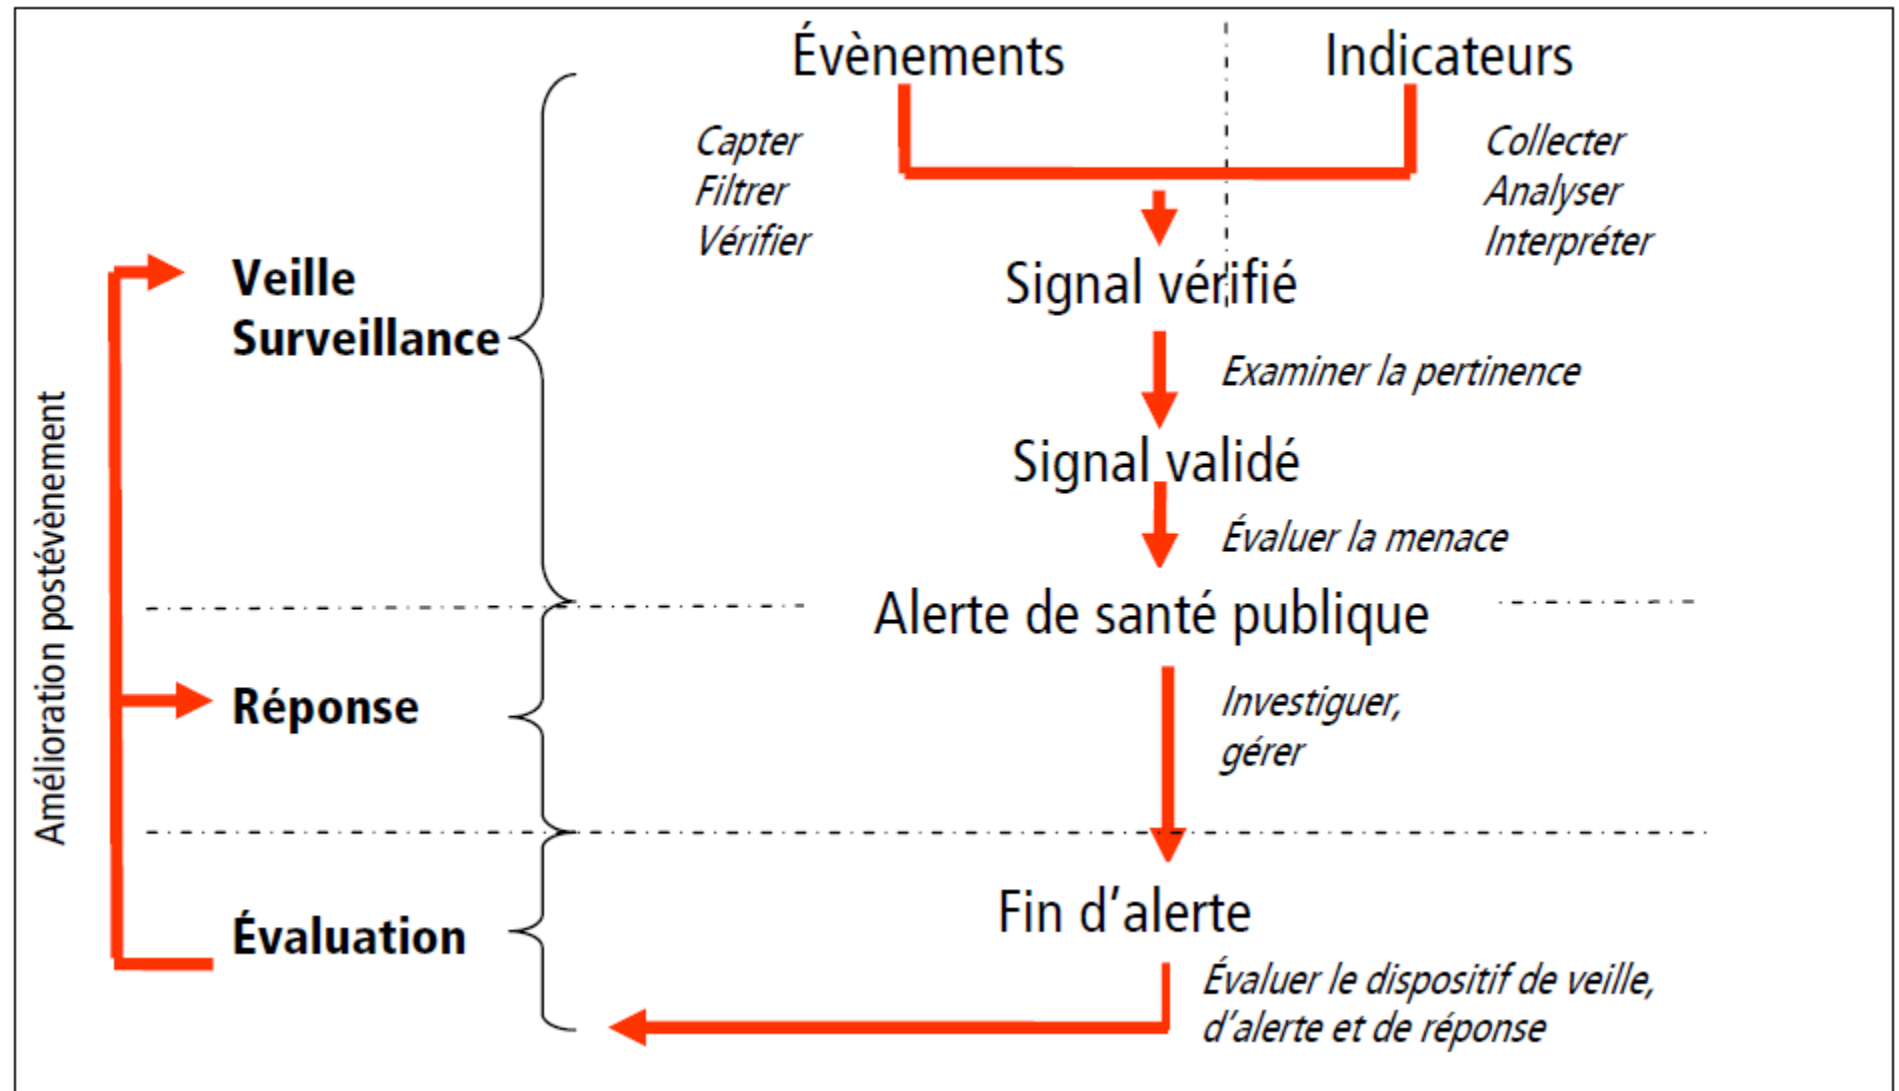 Évènements
Indicateurs
Capter
Filtrer
Vérifier
Collecter
Analyser
Interpréter
Veille
Surveillance
Signal vérifié
Examiner la pertinence
Signal validé
Évaluer la menace
Alerte de santé publique
Réponse
Investiguer,
gérer
Évaluation
Fin d’alerte
Évaluer le dispositif de veille,
d’alerte et de réponse
Amélioration postévènement